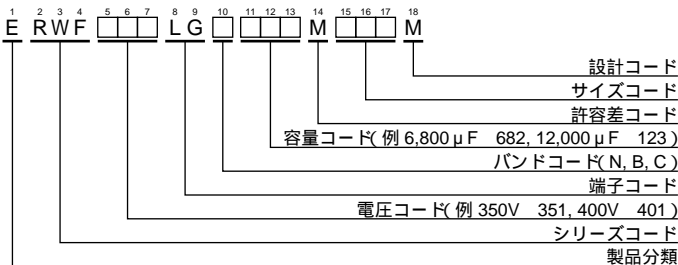 1 2 3 4 5 6 7 8 9 10 11 12 13 14 15 16 17 18
E RWF □□□ LG □ □□□ M □□□ M
設計コード
サイズコード
許容差コード
容量コード(例 6,800μF 682, 12,000μF 123)
バンドコード(N, B, C)
端子コード
電圧コード(例 350V 351, 400V 401)
シリーズコード
製品分類